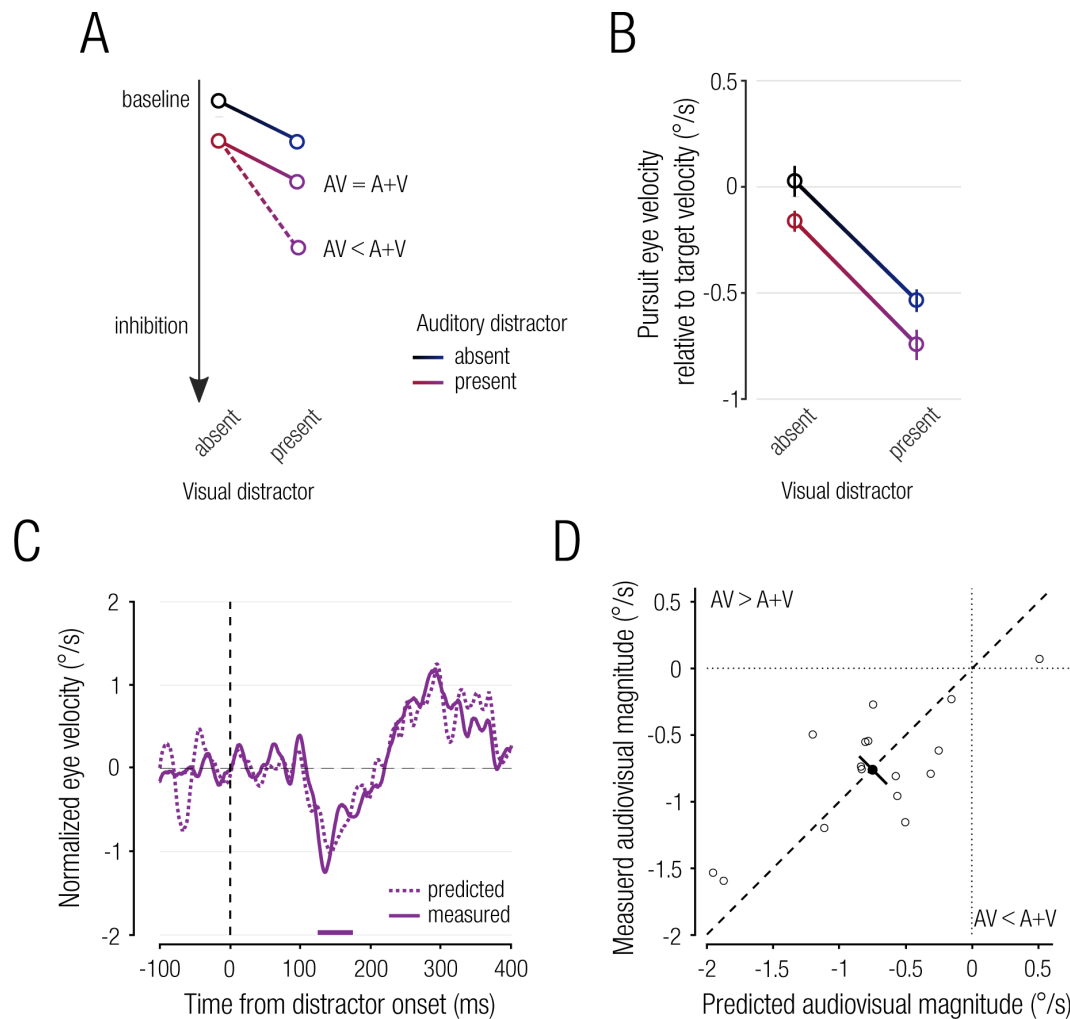 A
baseline
AV = A+V
AV < A+V
inhibition
Auditory distractor
absent
present
absent
present
Visual distractor
B
Pursuit eye velocity
relative to target velocity (°/s)
0.5
0
-0.5
-1
absent
present
Visual distractor
C
Normalized eye velocity (°/s)
2
1
0
-1
-2
predicted
measured
-100
0
100
200
300
400
Time from distractor onset (ms)
D
Measuerd audiovisual magnitude (°/s)
0.5
0
-0.5
-1
-1.5
-2
AV > A+V
AV < A+V
-2
-1.5
-1
-0.5
0
0.5
Predicted audiovisual magnitude (°/s)